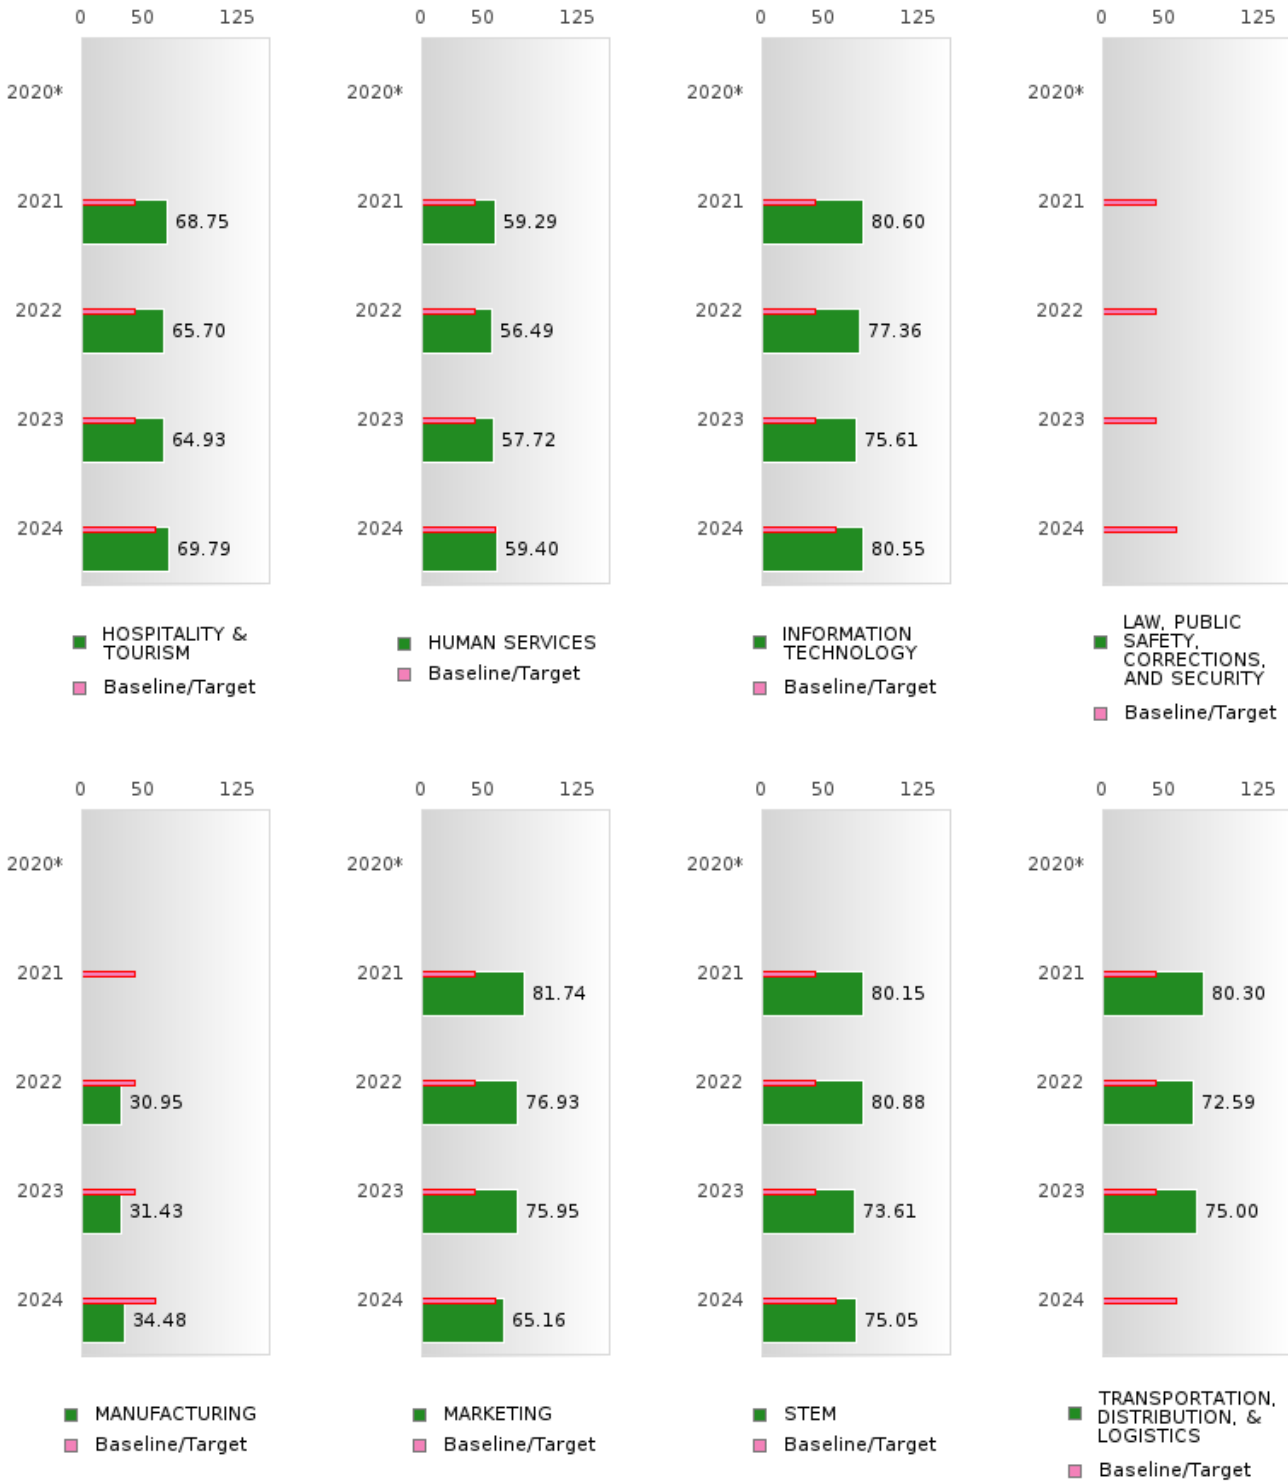 0 50 125 0 50 125 0 50 125 0 50 125
2020* 2020* 2020* 2020*
2021 2021 2021 2021
68.75 59.29 80.60
2022 2022 2022 2022
65.70 56.49 77.36
2023 2023 2023 2023
64.93 57.72 75.61
2024 2024 2024 2024
69.79 59.40 80.55
HOSPITALITY &
TOURISM
Baseline/Target
HUMAN SERVICES
Baseline/Target
INFORMATION
TECHNOLOGY
Baseline/Target
LAW, PUBLIC
SAFETY,
CORRECTIONS,
AND SECURITY
Baseline/Target
0 50 125 0 50 125 0 50 125 0 50 125
2020* 2020* 2020* 2020*
2021 2021 2021 2021
81.74 80.15 80.30
2022 2022 2022 2022
30.95 76.93 80.88 72.59
2023 2023 2023 2023
31.43 75.95 73.61 75.00
2024 2024 2024 2024
34.48 65.16 75.05
MANUFACTURING
Baseline/Target
MARKETING
Baseline/Target
STEM
Baseline/Target
TRANSPORTATION,
DISTRIBUTION, &
LOGISTICS
Baseline/Target